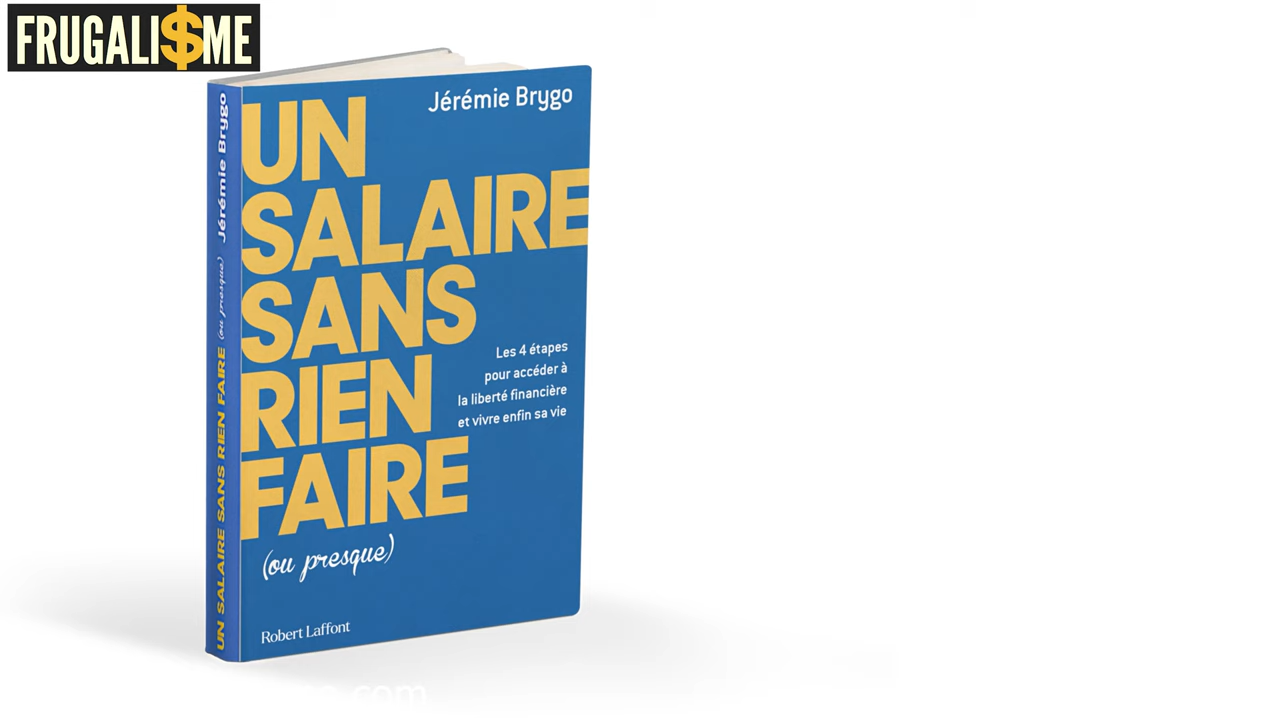 FRUGALI$ME
Jérémie Brygo
UN
SALAIRE
SANS
RIEN
FAIRE
(ou presque)
Les 4 étapes
pour accéder à
la liberté financière
et vivre enfin sa vie
Robert Laffont
UN SALAIRE SANS RIEN FAIRE (ou presque) Jérémie Brygo
.com